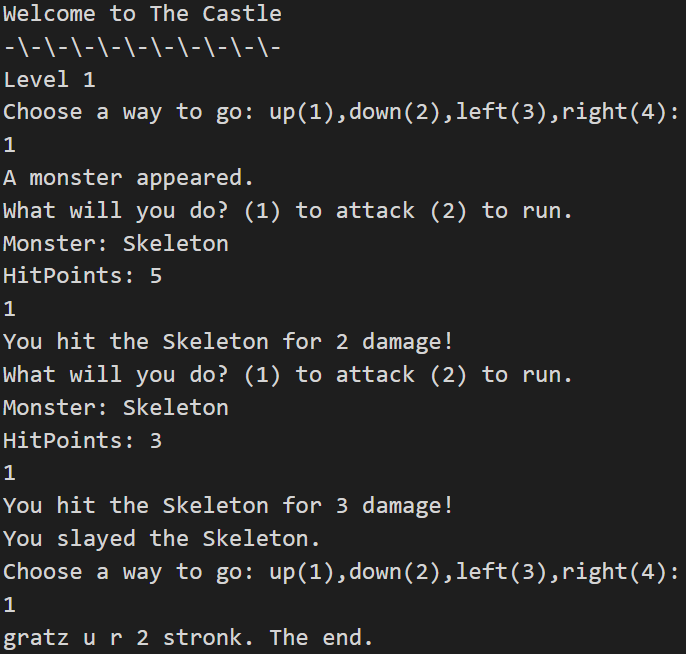 Welcome to The Castle
-\-\-\-\-\-\-\-\-\-\-
Level 1
Choose a way to go: up(1),down(2),left(3),right(4):
1
A monster appeared.
What will you do? (1) to attack (2) to run.
Monster: Skeleton
HitPoints: 5
1
You hit the Skeleton for 2 damage!
What will you do? (1) to attack (2) to run.
Monster: Skeleton
HitPoints: 3
1
You hit the Skeleton for 3 damage!
You slayed the Skeleton.
Choose a way to go: up(1),down(2),left(3),right(4):
1
gratz u r 2 stronk. The end.